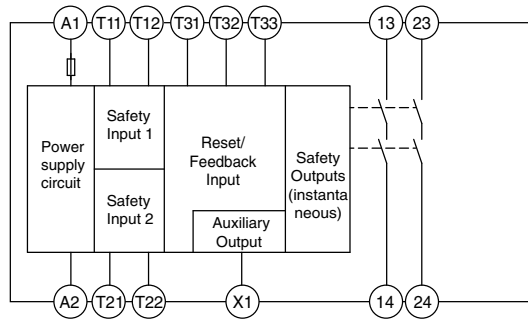 A1 T11 T12 T31 T32 T33 13 23
Power
supply
circuit
Safety
Input 1
Safety
Input 2
Reset/
Feedback
Input
Auxiliary
Output
Safety
Outputs
(instanta
neous)
A2 T21 T22 X1 14 24